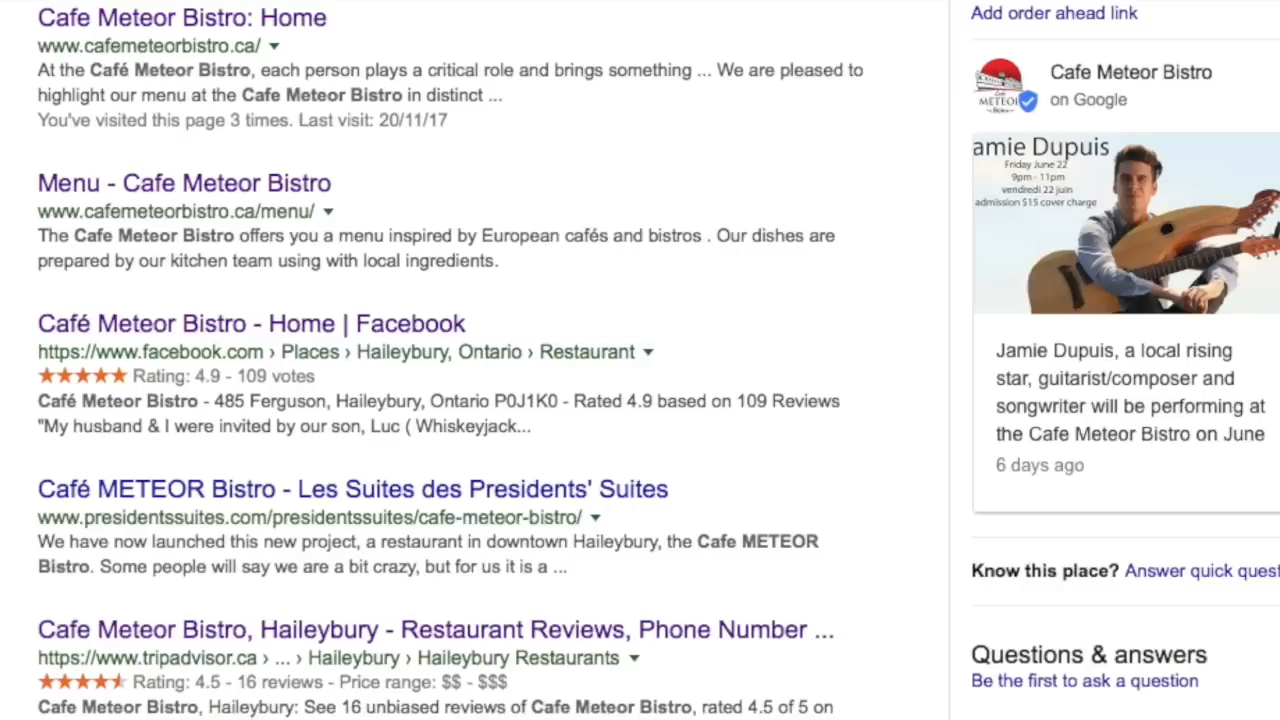 Cafe Meteor Bistro: Home
www.cafemeteorbistro.ca/
At the Café Meteor Bistro, each person plays a critical role and brings something ... We are pleased to
highlight our menu at the Cafe Meteor Bistro in distinct ...
You've visited this page 3 times. Last visit: 20/11/17
Menu - Cafe Meteor Bistro
www.cafemeteorbistro.ca/menu/
The Cafe Meteor Bistro offers you a menu inspired by European cafés and bistros . Our dishes are
prepared by our kitchen team using with local ingredients.
Café Meteor Bistro - Home | Facebook
https://www.facebook.com › Places › Haileybury, Ontario › Restaurant
Rating: 4.9 - 109 votes
Café Meteor Bistro - 485 Ferguson, Haileybury, Ontario P0J1K0 - Rated 4.9 based on 109 Reviews
"My husband & I were invited by our son, Luc ( Whiskeyjack...
Café METEOR Bistro - Les Suites des Presidents' Suites
www.presidentssuites.com/presidentssuites/cafe-meteor-bistro/
We have now launched this new project, a restaurant in downtown Haileybury, the Cafe METEOR
Bistro. Some people will say we are a bit crazy, but for us it is a ...
Cafe Meteor Bistro, Haileybury - Restaurant Reviews, Phone Number ...
https://www.tripadvisor.ca › ... › Haileybury › Haileybury Restaurants
Rating: 4.5 - 16 reviews - Price range: $$ - $$$
Cafe Meteor Bistro, Haileybury: See 16 unbiased reviews of Cafe Meteor Bistro, rated 4.5 of 5 on
Add order ahead link
METEOR
Cafe Meteor Bistro
on Google
amie Dupuis
Friday June 22
9pm - 11pm
vendredi 22 juin
admission $15 cover charge
Jamie Dupuis, a local rising
star, guitarist/composer and
songwriter will be performing at
the Cafe Meteor Bistro on June
6 days ago
Know this place? Answer quick quest
Questions & answers
Be the first to ask a question